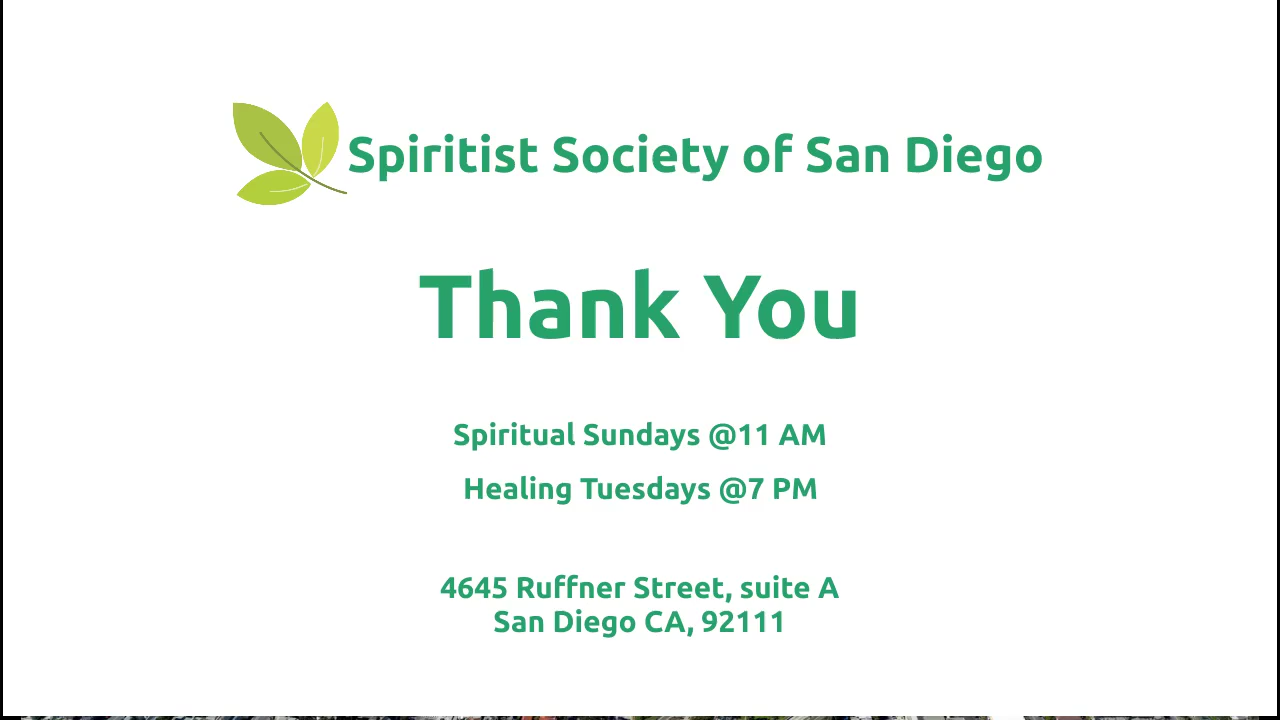 Spiritist Society of San Diego
Thank You
Spiritual Sundays @11 AM
Healing Tuesdays @7 PM
4645 Ruffner Street, suite A
San Diego CA, 92111